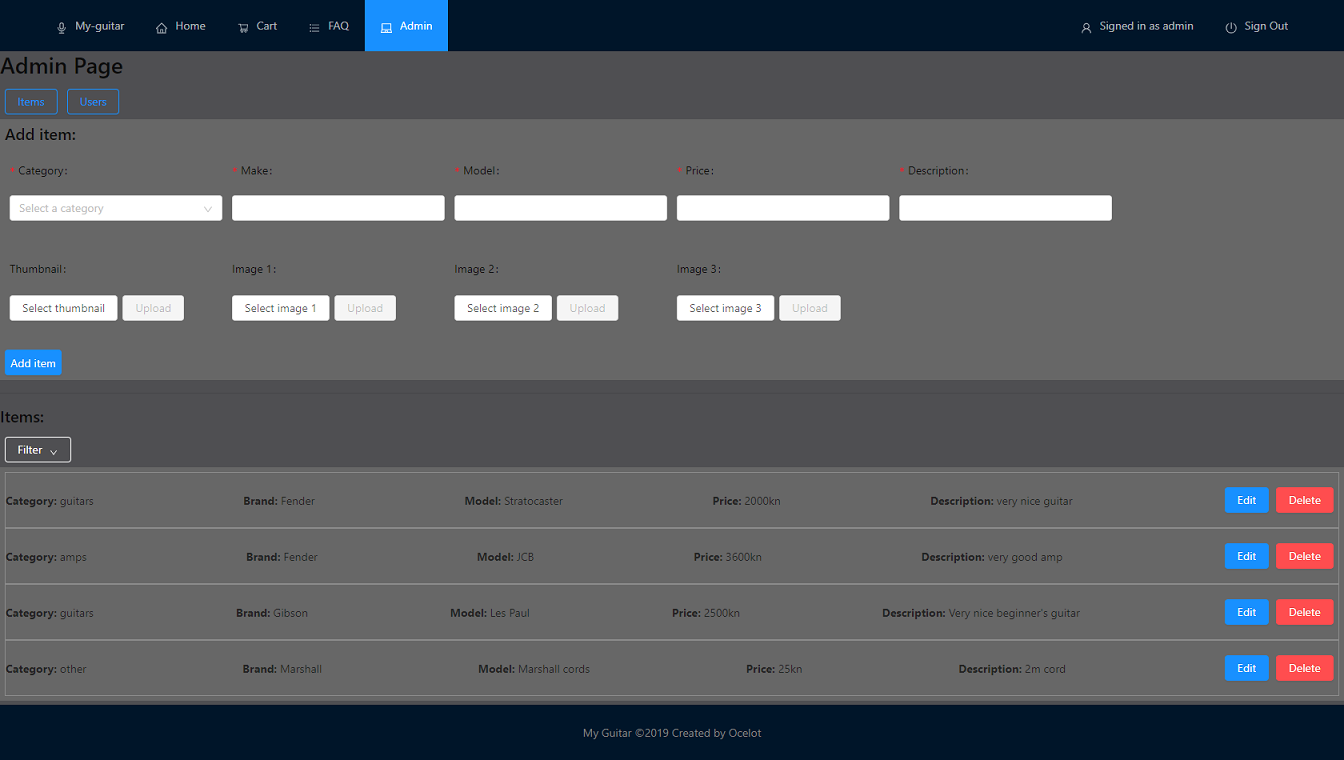 My-guitar Home Cart FAQ Admin Signed in as admin Sign Out
Admin Page
Items Users
Add item:
* Category: * Make: * Model: * Price: * Description:
Select a category
Thumbnail: Image 1: Image 2: Image 3:
Select thumbnail Upload Select image 1 Upload Select image 2 Upload Select image 3 Upload
Add item
Items:
Filter
Category: guitars Brand: Fender Model: Stratocaster Price: 2000kn Description: very nice guitar Edit Delete
Category: amps Brand: Fender Model: JCB Price: 3600kn Description: very good amp Edit Delete
Category: guitars Brand: Gibson Model: Les Paul Price: 2500kn Description: Very nice beginner's guitar Edit Delete
Category: other Brand: Marshall Model: Marshall cords Price: 25kn Description: 2m cord Edit Delete
My Guitar ©2019 Created by Ocelot